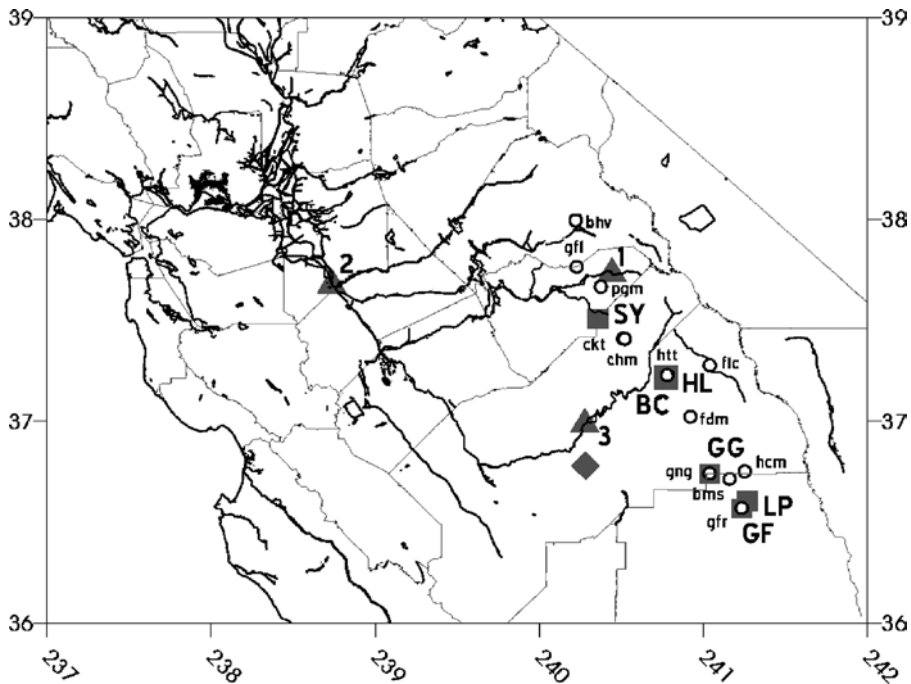 39 39
bhv
38 38
gfl 1
2 pgm
SY
ckt
chm
htt flc
HL
BC
37 fdm 37
3
GG hcm
gng
bms LP
gfr
GF
36 36
237 238 239 240 241 242